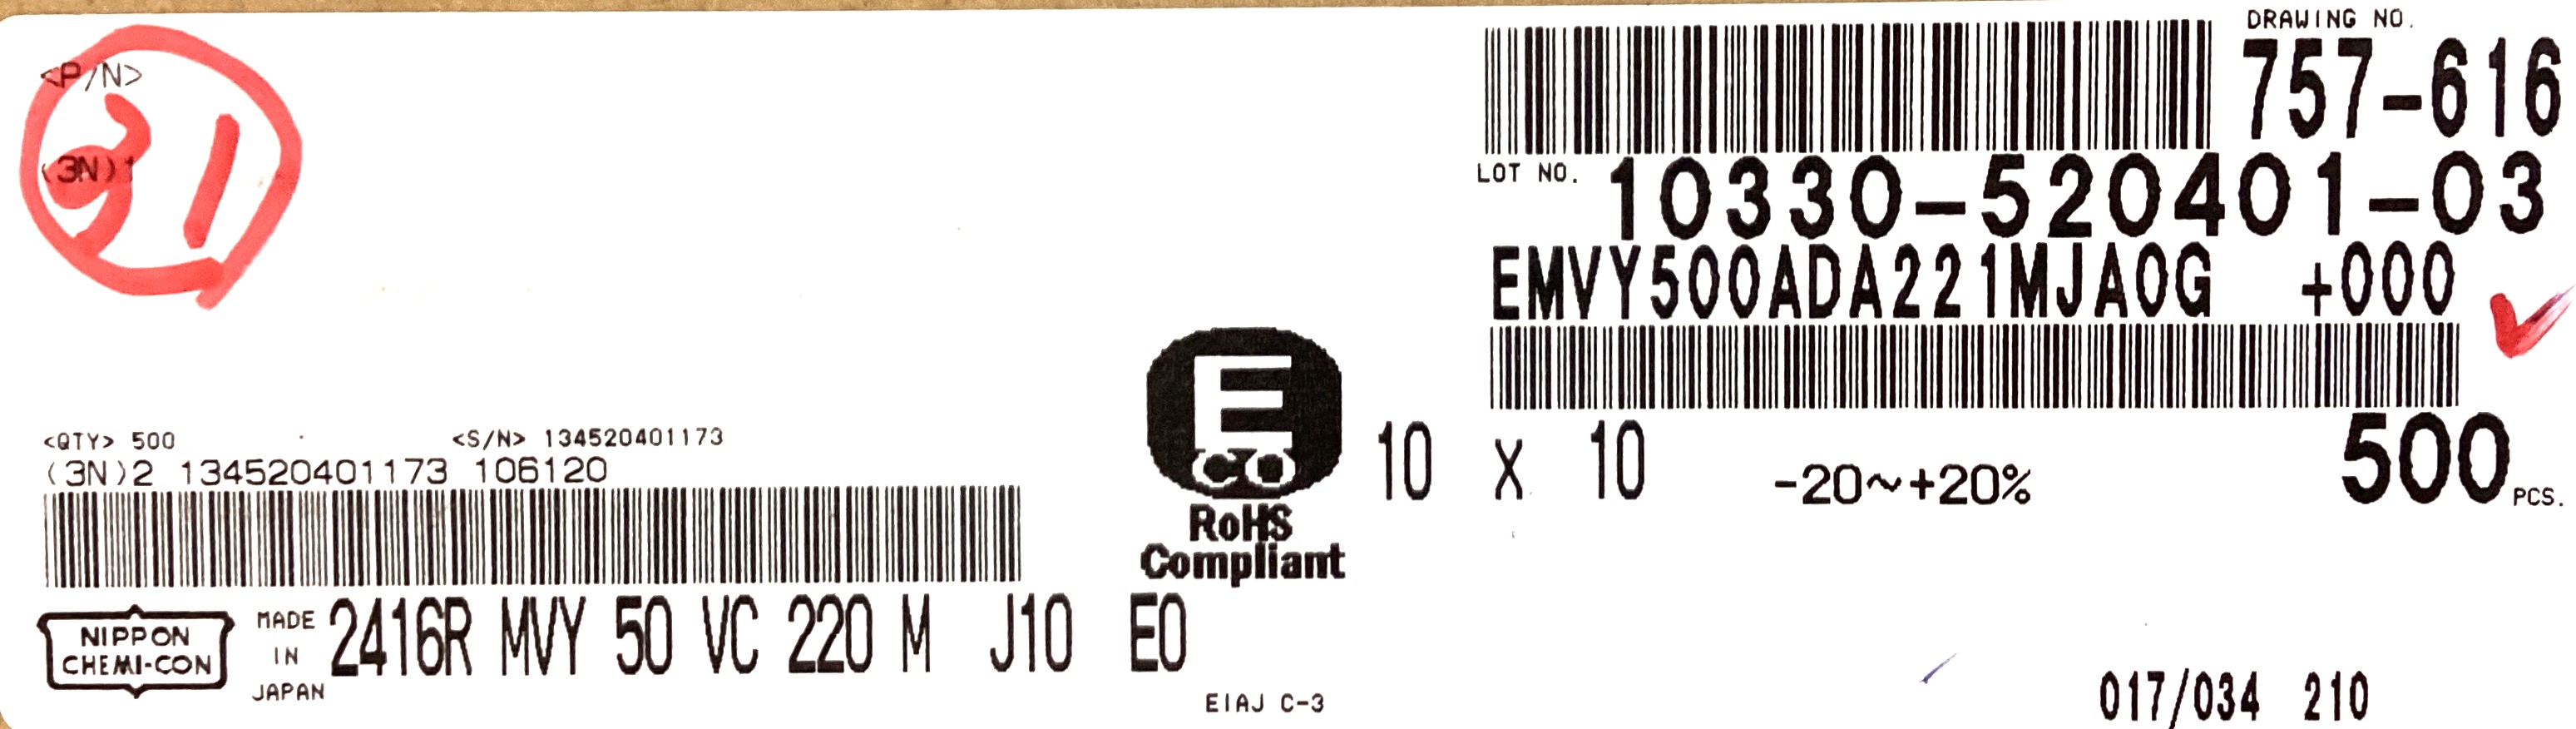 <P/N>
(3N)1
31
DRAWING NO.
757-616
LOT NO. 10330-520401-03
EMVY500ADA221MJA0G +000
<QTY> 500 <S/N> 134520401173
(3N)2 134520401173 106120
E
CO
RoHS
Compliant
10 X 10 -20~+20% 500 PCS.
NIPPON
CHEMI-CON
MADE
IN
JAPAN
2416R MVY 50 VC 220 M J10 E0
EIAJ C-3
017/034 210